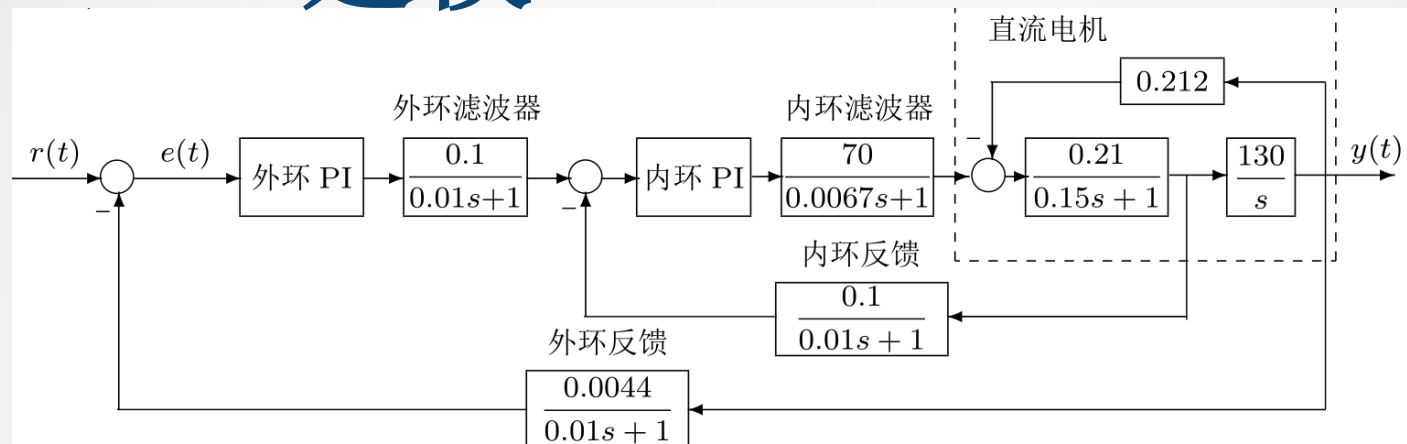 直流电机
0.212
外环滤波器
内环滤波器
r(t)
e(t)
外环 PI
0.1
0.01s+1
内环 PI
70
0.0067s+1
0.21
0.15s + 1
130
s
y(t)
−
−
−
内环反馈
0.1
0.01s + 1
外环反馈
0.0044
0.01s + 1